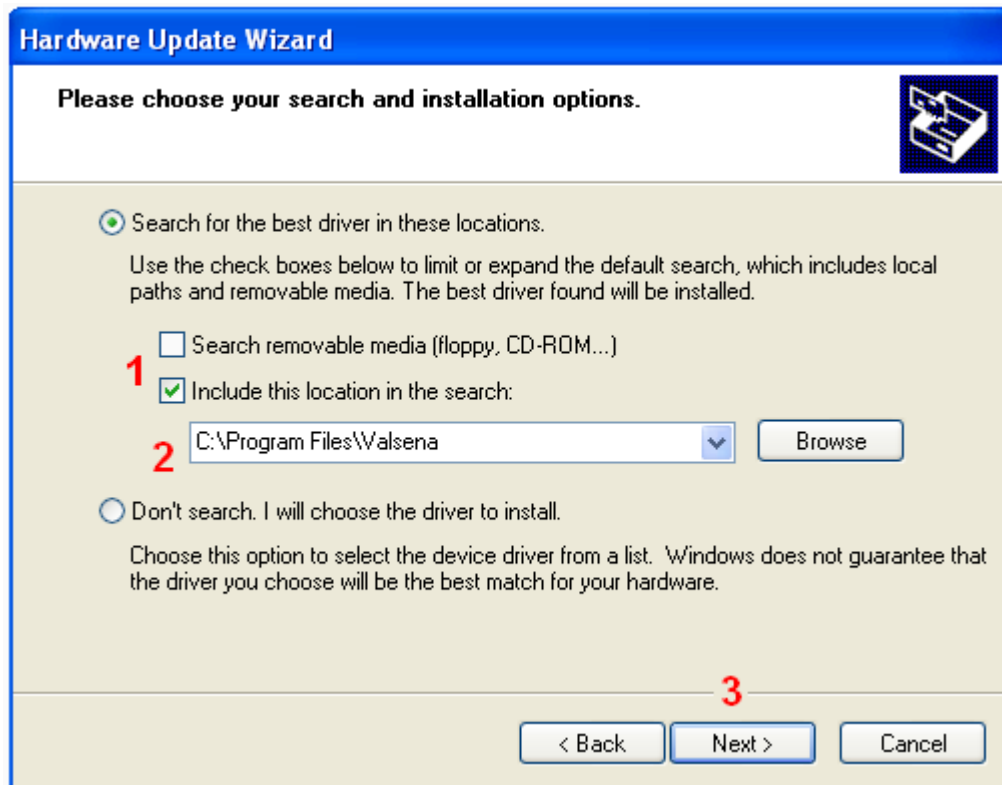 Hardware Update Wizard
Please choose your search and installation options.
Search for the best driver in these locations.
Use the check boxes below to limit or expand the default search, which includes local
paths and removable media. The best driver found will be installed.
Search removable media (floppy, CD-ROM...)
1
Include this location in the search:
2 C:\Program Files\Valsena Browse
Don't search. I will choose the driver to install.
Choose this option to select the device driver from a list. Windows does not guarantee that
the driver you choose will be the best match for your hardware.
3
< Back Next > Cancel